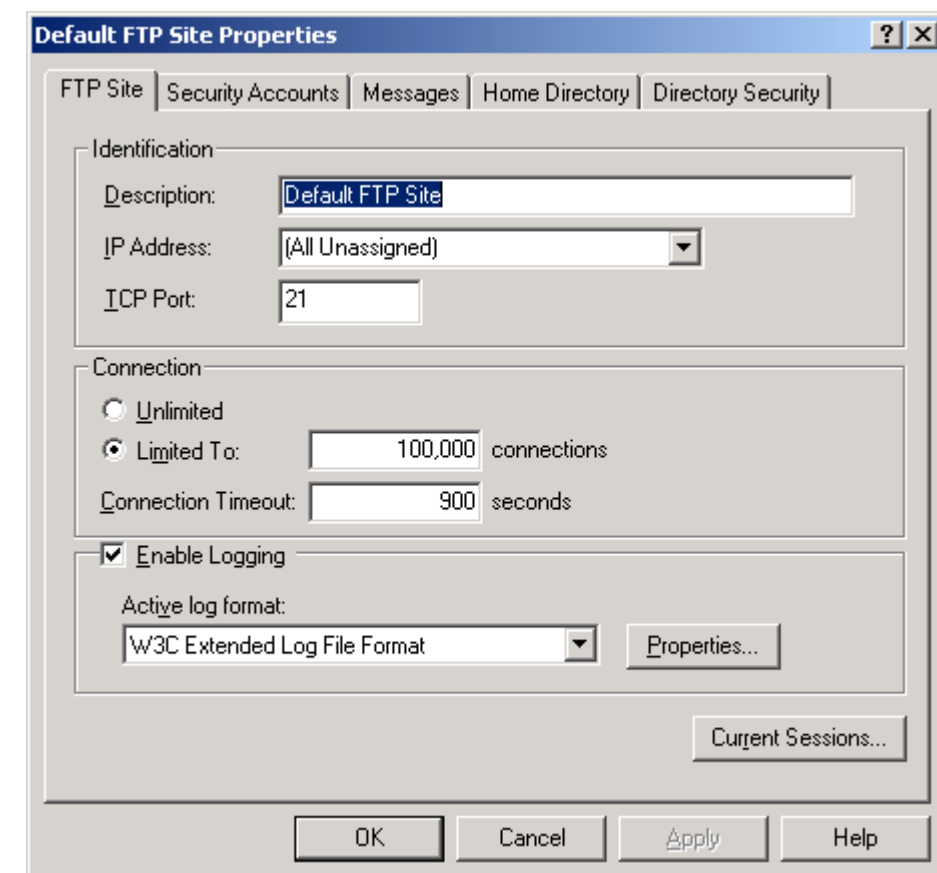 Default FTP Site Properties
FTP Site Security Accounts Messages Home Directory Directory Security
Identification
Description: Default FTP Site
IP Address: (All Unassigned)
TCP Port: 21
Connection
Unlimited
Limited To: 100,000 connections
Connection Timeout: 900 seconds
Enable Logging
Active log format:
W3C Extended Log File Format Properties...
Current Sessions...
OK Cancel Apply Help